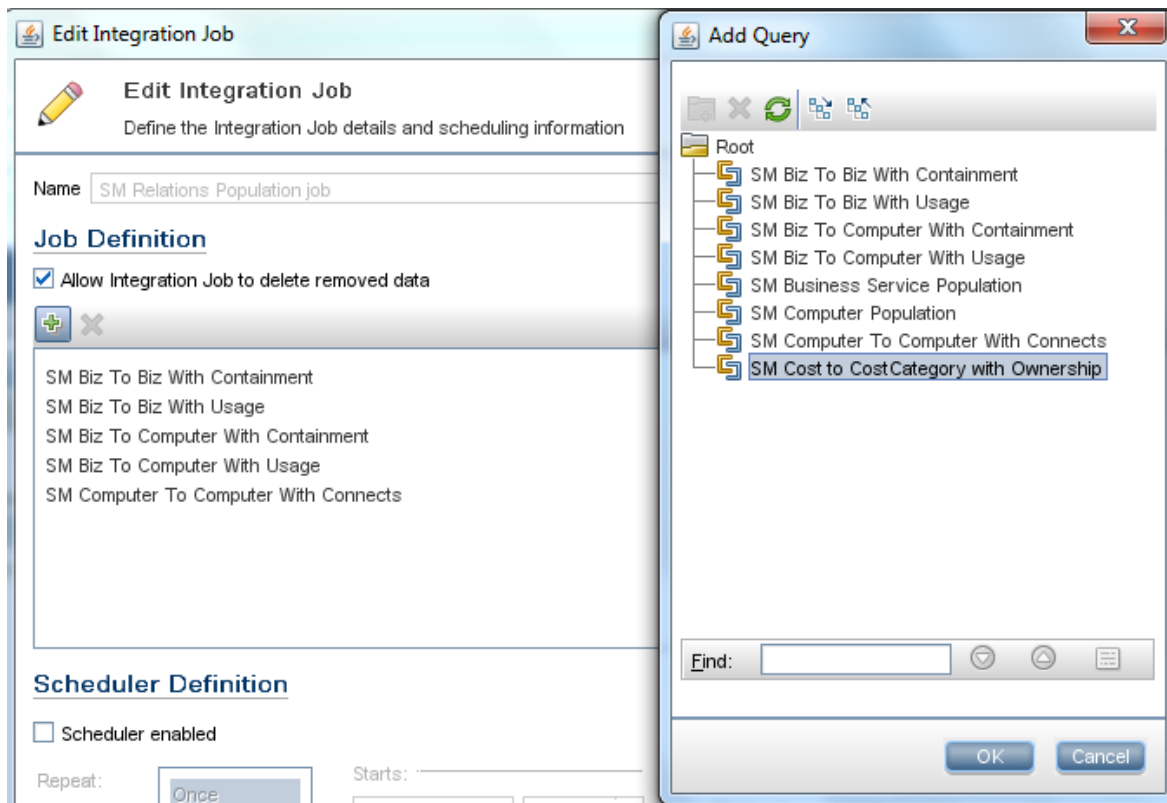 Edit Integration Job
Edit Integration Job
Define the Integration Job details and scheduling information
Name SM Relations Population job
Job Definition
Allow Integration Job to delete removed data
SM Biz To Biz With Containment
SM Biz To Biz With Usage
SM Biz To Computer With Containment
SM Biz To Computer With Usage
SM Computer To Computer With Connects
Scheduler Definition
Scheduler enabled
Repeat:
Once
Starts:
Add Query
Root
SM Biz To Biz With Containment
SM Biz To Biz With Usage
SM Biz To Computer With Containment
SM Biz To Computer With Usage
SM Business Service Population
SM Computer Population
SM Computer To Computer With Connects
SM Cost to CostCategory with Ownership
Find:
OK Cancel